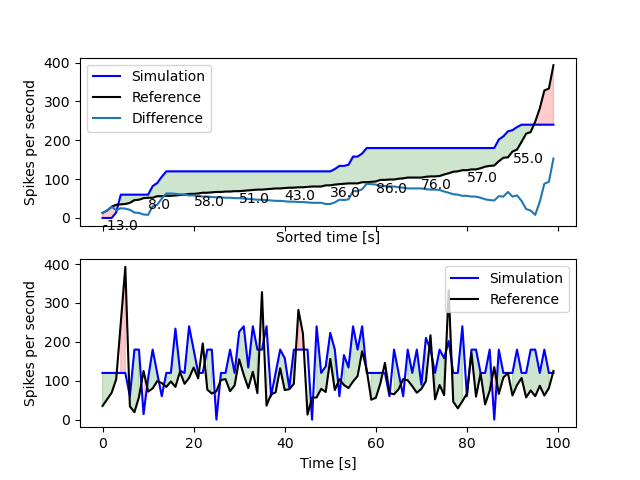 400
300
200
100
0
Spikes per second
Simulation
Reference
Difference
-13.0
8.0
58.0
51.0
43.0
36.0
86.0
76.0
57.0
55.0
Sorted time [s]
400
300
200
100
0
Spikes per second
Simulation
Reference
0 20 40 60 80 100
Time [s]